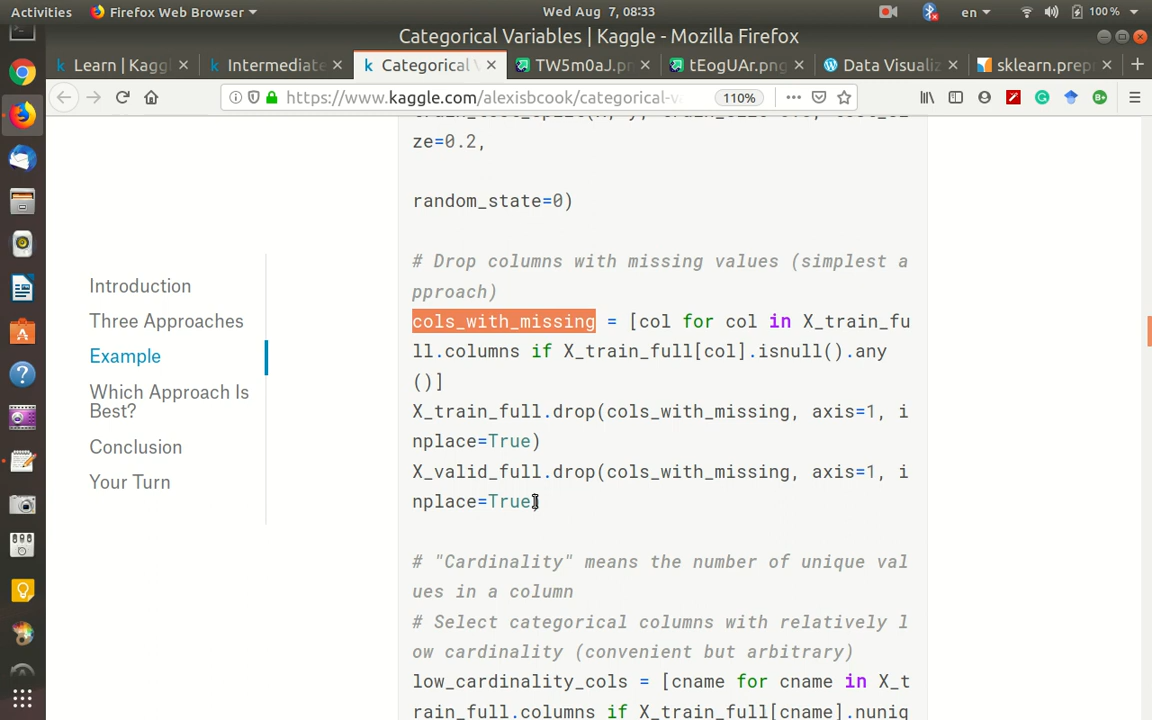 Activities Firefox Web Browser Wed Aug 7, 08:33 en 100 %
Categorical Variables | Kaggle - Mozilla Firefox
Learn | Kagg Intermediate Categorical V TW5m0aJ.pn tEogUAr.png Data Visualiz sklearn.prep
https://www.kaggle.com/alexisbcook/categorical-va 110%
ze=0.2,
random_state=0)
# Drop columns with missing values (simplest a
pproach)
cols_with_missing = [col for col in X_train_fu
ll.columns if X_train_full[col].isnull().any
()]
X_train_full.drop(cols_with_missing, axis=1, i
nplace=True)
X_valid_full.drop(cols_with_missing, axis=1, i
nplace=True)
# "Cardinality" means the number of unique val
ues in a column
# Select categorical columns with relatively l
ow cardinality (convenient but arbitrary)
low_cardinality_cols = [cname for cname in X_t
rain_full.columns if X_train_full[cname].nuniq
Introduction
Three Approaches
Example
Which Approach Is
Best?
Conclusion
Your Turn